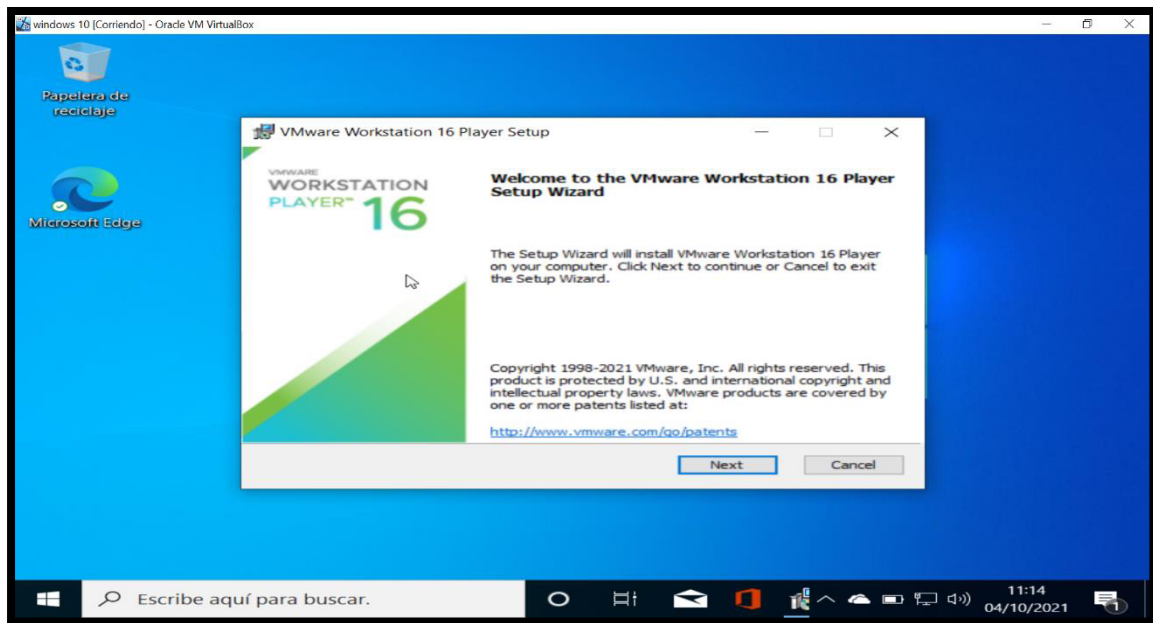 windows 10 [Corriendo] - Oracle VM VirtualBox
Papelera de
reciclaje
Microsoft Edge
VMware Workstation 16 Player Setup
VMWARE
WORKSTATION
PLAYER™ 16
Welcome to the VMware Workstation 16 Player
Setup Wizard
The Setup Wizard will install VMware Workstation 16 Player
on your computer. Click Next to continue or Cancel to exit
the Setup Wizard.
Copyright 1998-2021 VMware, Inc. All rights reserved. This
product is protected by U.S. and international copyright and
intellectual property laws. VMware products are covered by
one or more patents listed at:
http://www.vmware.com/go/patents
Next
Cancel
Escribe aquí para buscar.
11:14
04/10/2021
1